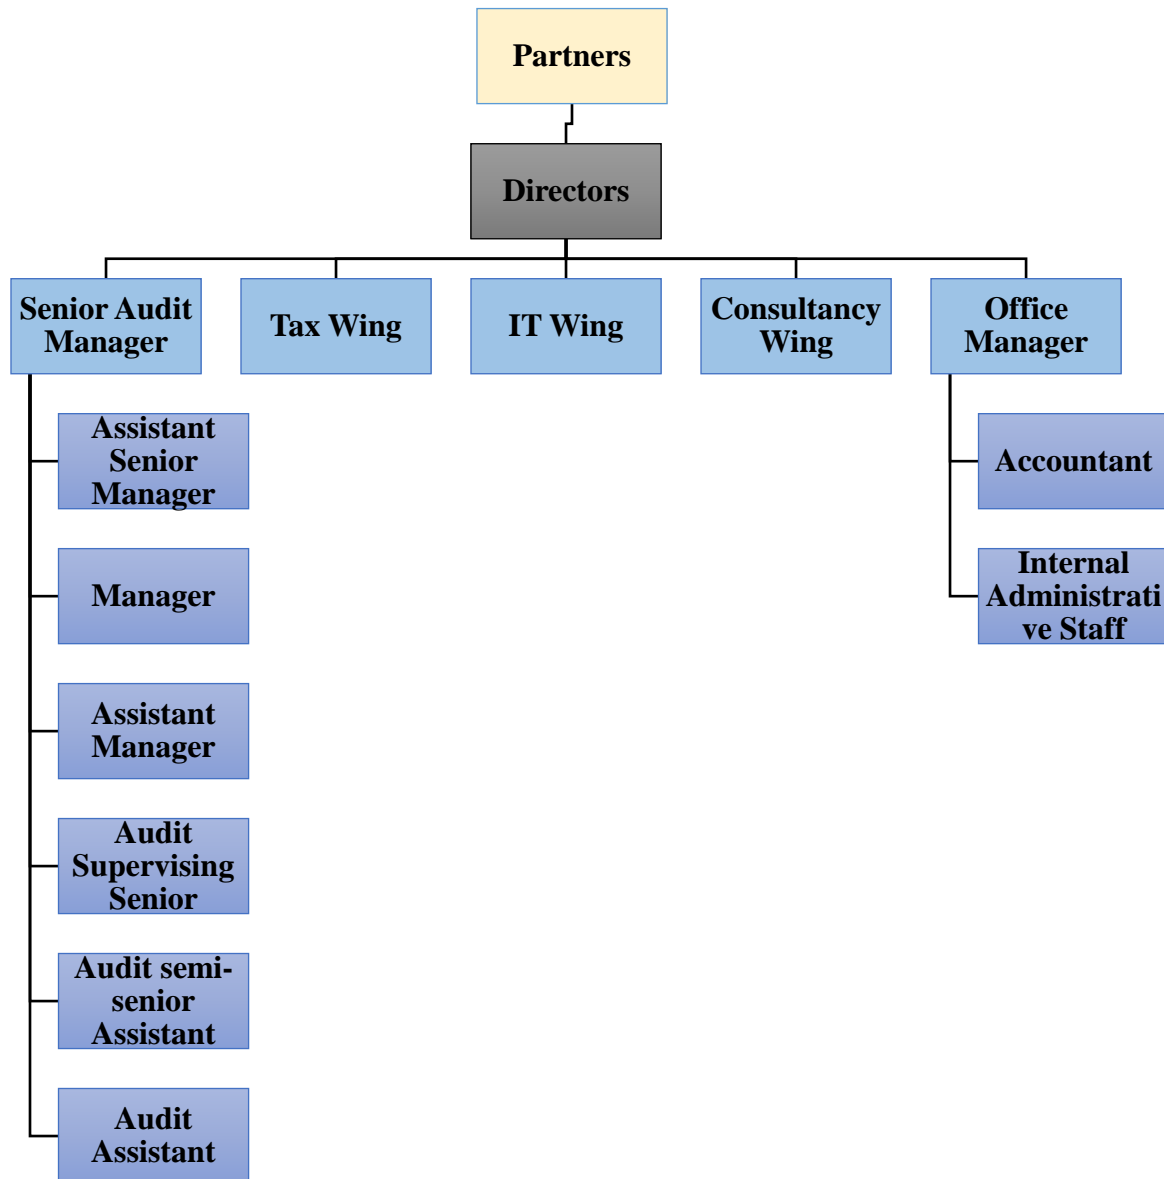 Partners
Directors
Senior Audit
Manager
Tax Wing
IT Wing
Consultancy
Wing
Office
Manager
Assistant
Senior
Manager
Manager
Assistant
Manager
Audit
Supervising
Senior
Audit semi-
senior
Assistant
Audit
Assistant
Accountant
Internal
Administrati
ve Staff